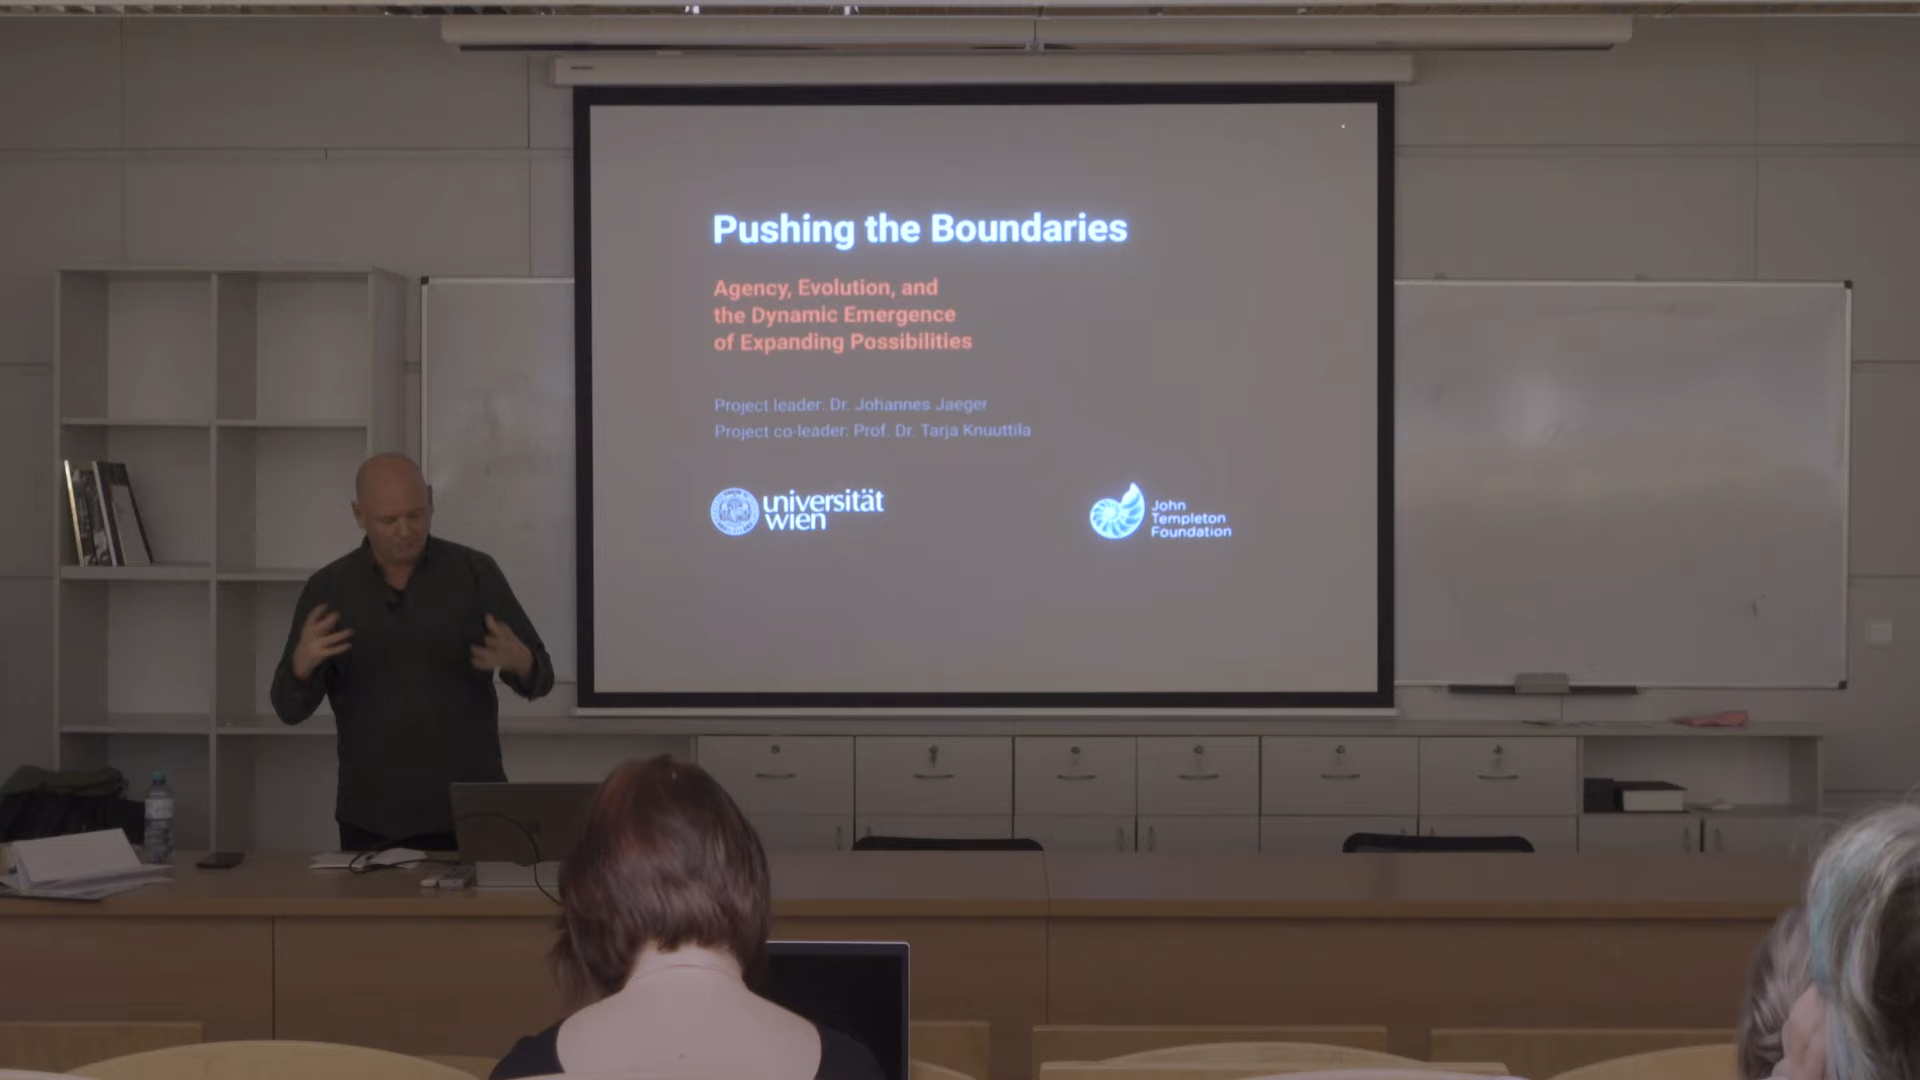 Pushing the Boundaries
Agency, Evolution, and
the Dynamic Emergence
of Expanding Possibilities
Project leader: Dr. Johannes Jaeger
Project co-leader: Prof. Dr. Tarja Knuuttila
universität
wien
John
Templeton
Foundation